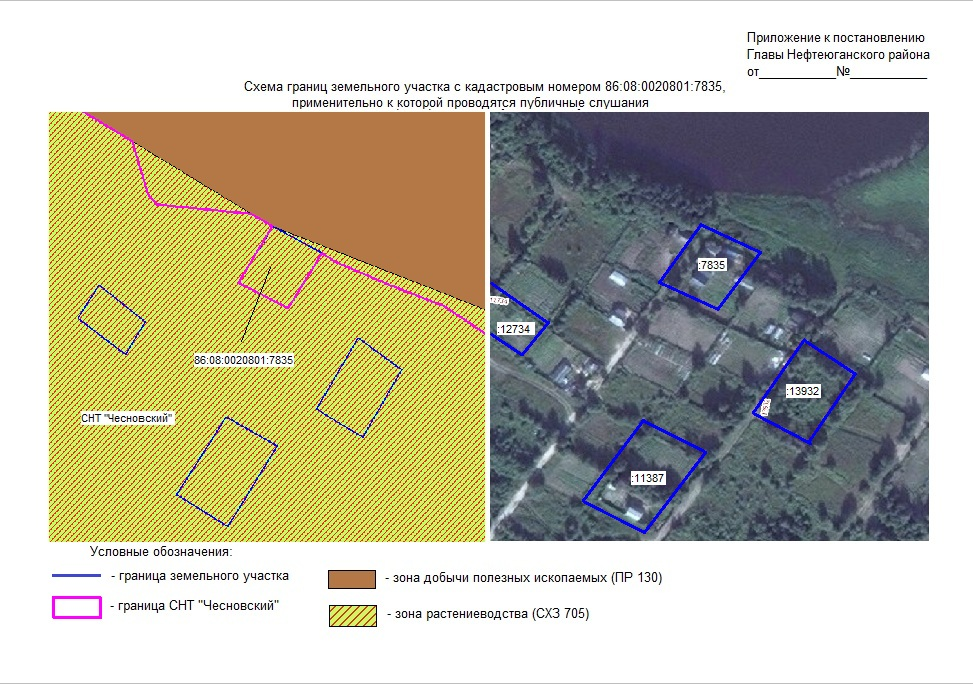 Приложение к постановлению
Главы Нефтеюганского района
от___________№___________
Схема границ земельного участка с кадастровым номером 86:08:0020801:7835,
применительно к которой проводятся публичные слушания
86:08:0020801:7835
СНТ "Чесновский"
:7835
12734
:12734
:13932
:11387
Условные обозначения:
- граница земельного участка
- граница СНТ "Чесновский"
- зона добычи полезных ископаемых (ПР 130)
- зона растениеводства (СХЗ 705)